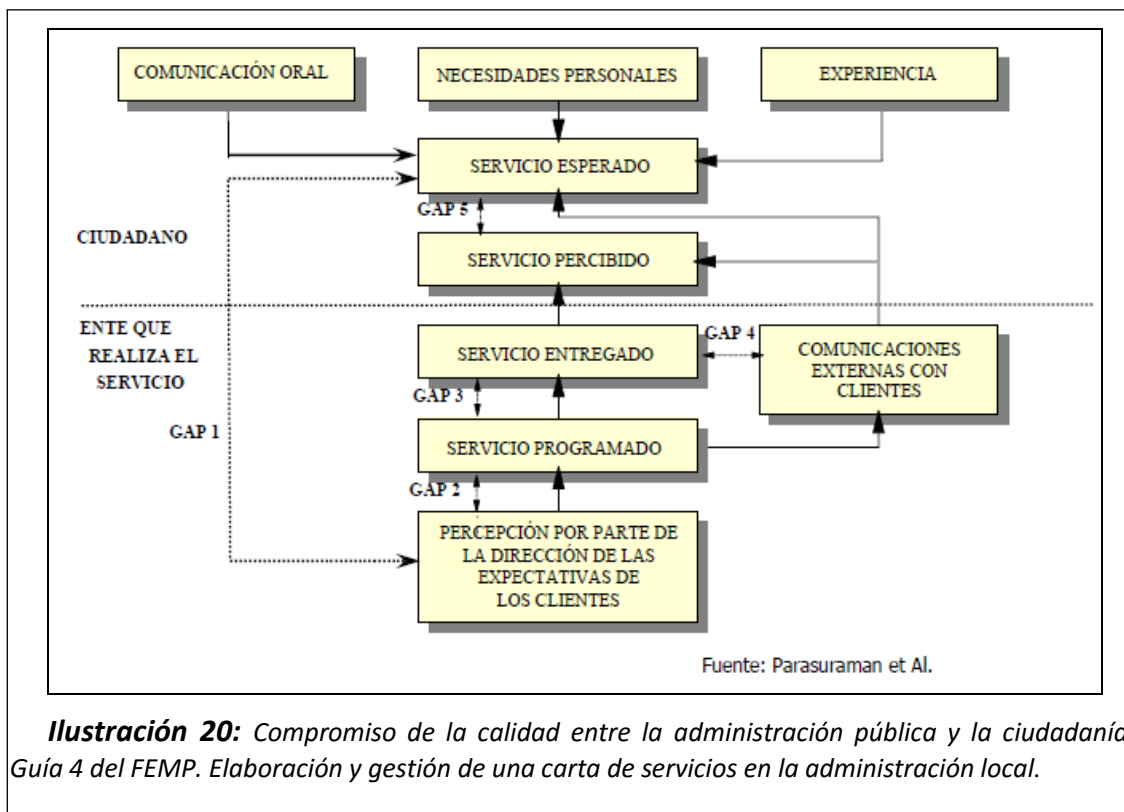 COMUNICACIÓN ORAL
NECESIDADES PERSONALES
EXPERIENCIA
SERVICIO ESPERADO
GAP 5
CIUDADANO
SERVICIO PERCIBIDO
ENTE QUE
REALIZA EL
SERVICIO
SERVICIO ENTREGADO
GAP 4
COMUNICACIONES
EXTERNAS CON
CLIENTES
GAP 3
GAP 1
SERVICIO PROGRAMADO
GAP 2
PERCEPCIÓN POR PARTE DE
LA DIRECCIÓN DE LAS
EXPECTATIVAS DE
LOS CLIENTES
Fuente: Parasuraman et Al.
Ilustración 20: Compromiso de la calidad entre la administración pública y la ciudadanía
Guía 4 del FEMP. Elaboración y gestión de una carta de servicios en la administración local.